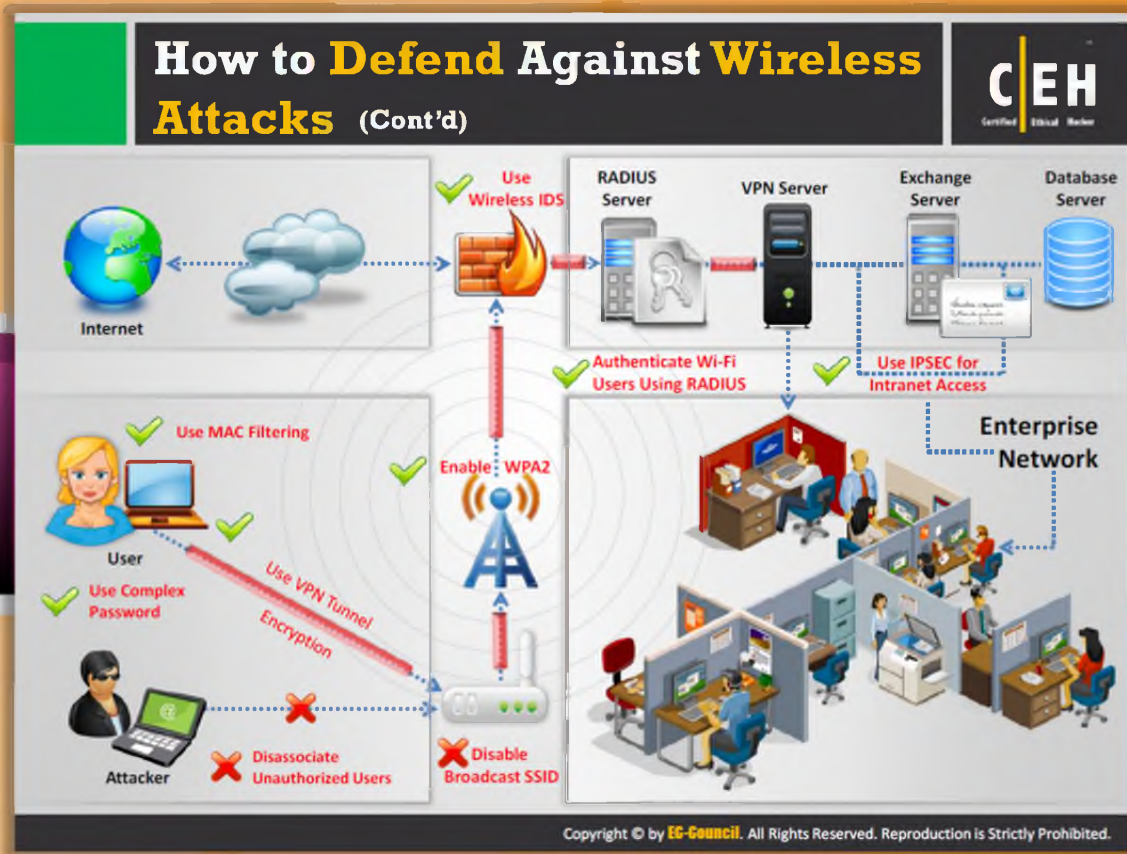 How to Defend Against Wireless
Attacks (Cont'd)
C|EH
Certified Ethical Hacker
Use
Wireless IDS
RADIUS
Server
VPN Server
Exchange
Server
Database
Server
Internet
Authenticate Wi-Fi
Users Using RADIUS
Use IPSEC for
Intranet Access
Use MAC Filtering
Enable WPA2
Enterprise
Network
User
Use Complex
Password
Use VPN Tunnel
Encryption
@
Attacker
Disassociate
Unauthorized Users
Disable
Broadcast SSID
Copyright © by EC-Council. All Rights Reserved. Reproduction is Strictly Prohibited.